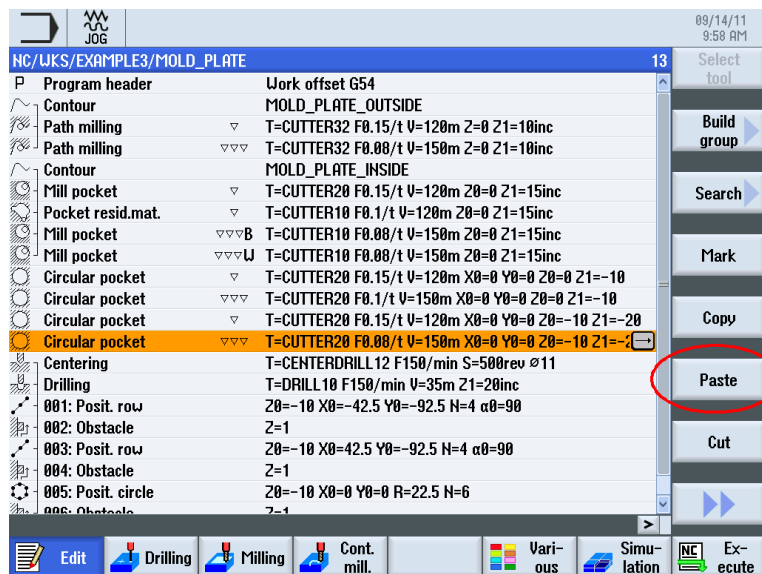 JOG
09/14/11
9:58 AM
NC/WKS/EXAMPLE3/MOLD_PLATE 13
P Program header Work offset G54
Contour MOLD_PLATE_OUTSIDE
Path milling ▽ T=CUTTER32 F0.15/t V=120m Z=0 Z1=10inc
Path milling ▽▽▽ T=CUTTER32 F0.08/t V=150m Z=0 Z1=10inc
Contour MOLD_PLATE_INSIDE
Mill pocket ▽ T=CUTTER20 F0.15/t V=120m Z0=0 Z1=15inc
Pocket resid.mat. ▽ T=CUTTER10 F0.1/t V=120m Z0=0 Z1=15inc
Mill pocket ▽▽▽B T=CUTTER10 F0.08/t V=150m Z0=0 Z1=15inc
Mill pocket ▽▽▽W T=CUTTER10 F0.08/t V=150m Z0=0 Z1=15inc
Circular pocket ▽ T=CUTTER20 F0.15/t V=120m X0=0 Y0=0 Z0=0 Z1=-10
Circular pocket ▽▽▽ T=CUTTER20 F0.1/t V=150m X0=0 Y0=0 Z0=0 Z1=-10
Circular pocket ▽ T=CUTTER20 F0.15/t V=120m X0=0 Y0=0 Z0=-10 Z1=-20
Circular pocket ▽▽▽ T=CUTTER20 F0.08/t V=150m X0=0 Y0=0 Z0=-10 Z1=-2
Centering T=CENTERDRILL12 F150/min S=500rev ø11
Drilling T=DRILL10 F150/min V=35m Z1=20inc
001: Posit. row Z0=-10 X0=-42.5 Y0=-92.5 N=4 α0=90
002: Obstacle Z=1
003: Posit. row Z0=-10 X0=42.5 Y0=-92.5 N=4 α0=90
004: Obstacle Z=1
005: Posit. circle Z0=-10 X0=0 Y0=0 R=22.5 N=6
006: Obstacle Z=1
Select
tool
Build
group
Search
Mark
Copy
Paste
Cut
Edit
Drilling
Milling
Cont.
mill.
Vari-
ous
Simu-
lation
NC Ex-
ecute